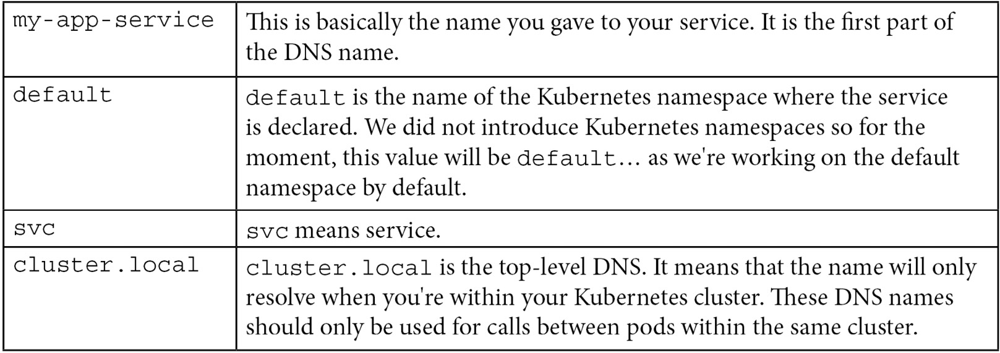 my-app-service
This is basically the name you gave to your service. It is the first part of
the DNS name.
default
default is the name of the Kubernetes namespace where the service
is declared. We did not introduce Kubernetes namespaces so for the
moment, this value will be default... as we're working on the default
namespace by default.
svc
svc means service.
cluster.local
cluster.local is the top-level DNS. It means that the name will only
resolve when you're within your Kubernetes cluster. These DNS names
should only be used for calls between pods within the same cluster.